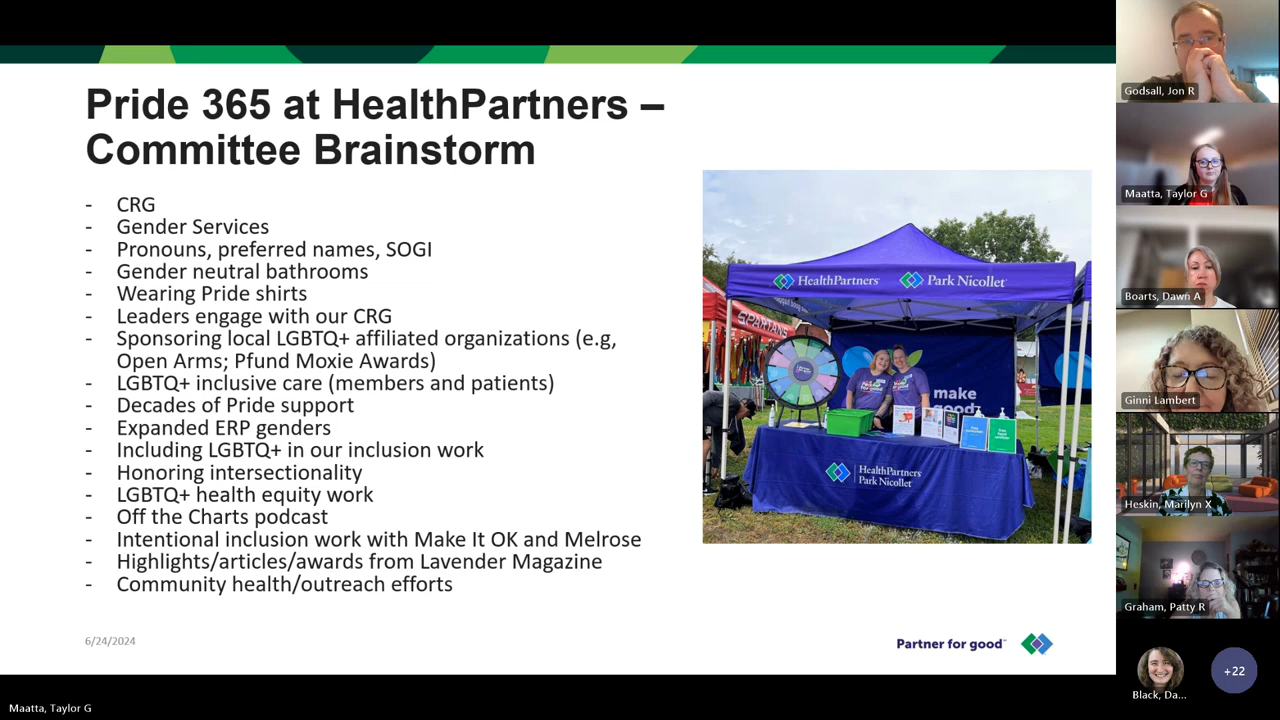 Pride 365 at HealthPartners –
Committee Brainstorm
- CRG
- Gender Services
- Pronouns, preferred names, SOGI
- Gender neutral bathrooms
- Wearing Pride shirts
- Leaders engage with our CRG
- Sponsoring local LGBTQ+ affiliated organizations (e.g,
Open Arms; Pfund Moxie Awards)
- LGBTQ+ inclusive care (members and patients)
- Decades of Pride support
- Expanded ERP genders
- Including LGBTQ+ in our inclusion work
- Honoring intersectionality
- LGBTQ+ health equity work
- Off the Charts podcast
- Intentional inclusion work with Make It OK and Melrose
- Highlights/articles/awards from Lavender Magazine
- Community health/outreach efforts
HealthPartners Park Nicollet
SPARTANS
make
good
HealthPartners
Park Nicollet
6/24/2024
Partner for good™
Godsall, Jon R
Maatta, Taylor G
Boarts, Dawn A
Ginni Lambert
Heskin, Marilyn X
Graham, Patty R
Black, Da...
+22
Maatta, Taylor G